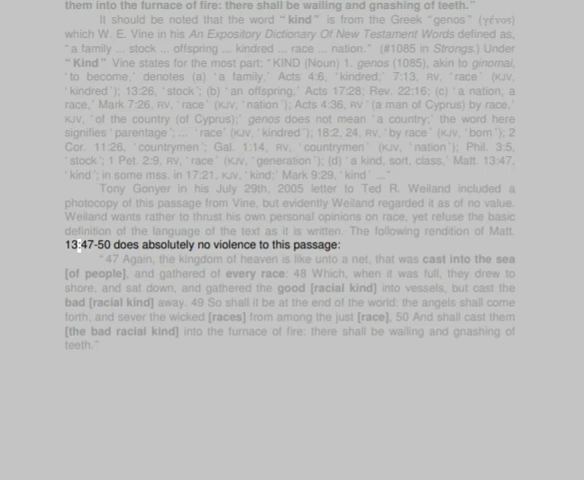 them into the furnace of fire: there shall be wailing and gnashing of teeth."
It should be noted that the word “kind” is from the Greek “genos” (γένος)
which W. E. Vine in his An Expository Dictionary Of New Testament Words defined as,
“a family ... stock ... offspring ... kindred ... race ... nation.” (#1085 in Strongs.) Under
“Kind” Vine states for the most part: “KIND (Noun) 1. genos (1085), akin to ginomai,
‘to become,’ denotes (a) ‘a family,’ Acts 4:6, ‘kindred;’ 7:13, RV, ‘race’ (KJV,
‘kindred’); 13:26, ‘stock’; (b) ‘an offspring,’ Acts 17:28; Rev. 22:16; (c) ‘a nation, a
race,’ Mark 7:26, RV, ‘race’ (KJV, ‘nation’); Acts 4:36, RV (a man of Cyprus) by race,’
KJV, ‘of the country (of Cyprus);’ genos does not mean ‘a country;’ the word here
signifies ‘parentage’; ... ‘race’ (KJV, ‘kindred’); 18:2, 24, RV, ‘by race’ (KJV, ‘born’); 2
Cor. 11:26, ‘countrymen’; Gal. 1:14, RV, ‘countrymen’ (KJV, ‘nation’); Phil. 3:5,
‘stock’; 1 Pet. 2:9, RV, ‘race’ (KJV, ‘generation’); (d) ‘a kind, sort, class,’ Matt. 13:47,
‘kind’; in some mss. in 17:21, KJV, ‘kind;’ Mark 9:29, ‘kind’ ...”
Tony Gonyer in his July 29th, 2005 letter to Ted R. Weiland included a
photocopy of this passage from Vine, but evidently Weiland regarded it as of no value.
Weiland wants rather to thrust his own personal opinions on race, yet refuse the basic
definition of the language of the text as it is written. The following rendition of Matt.
13:47-50 does absolutely no violence to this passage:
“47 Again, the kingdom of heaven is like unto a net, that was cast into the sea
[of people], and gathered of every race: 48 Which, when it was full, they drew to
shore, and sat down, and gathered the good [racial kind] into vessels, but cast the
bad [racial kind] away. 49 So shall it be at the end of the world: the angels shall come
forth, and sever the wicked [races] from among the just [race], 50 And shall cast them
[the bad racial kind] into the furnace of fire: there shall be wailing and gnashing of
teeth.”